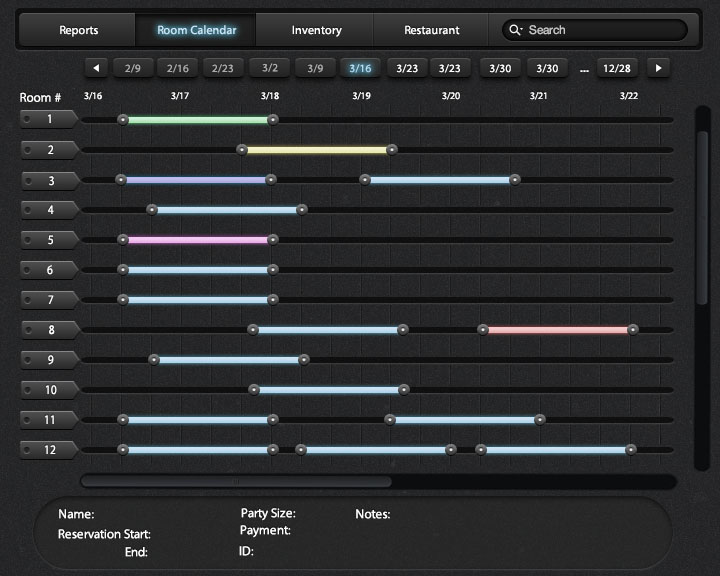 Reports Room Calendar Inventory Restaurant Search
2/9 2/16 2/23 3/2 3/9 3/16 3/23 3/23 3/30 3/30 ... 12/28
Room # 3/16 3/17 3/18 3/19 3/20 3/21 3/22
1
2
3
4
5
6
7
8
9
10
11
12
Name: Party Size: Notes:
Reservation Start: Payment:
End: ID: